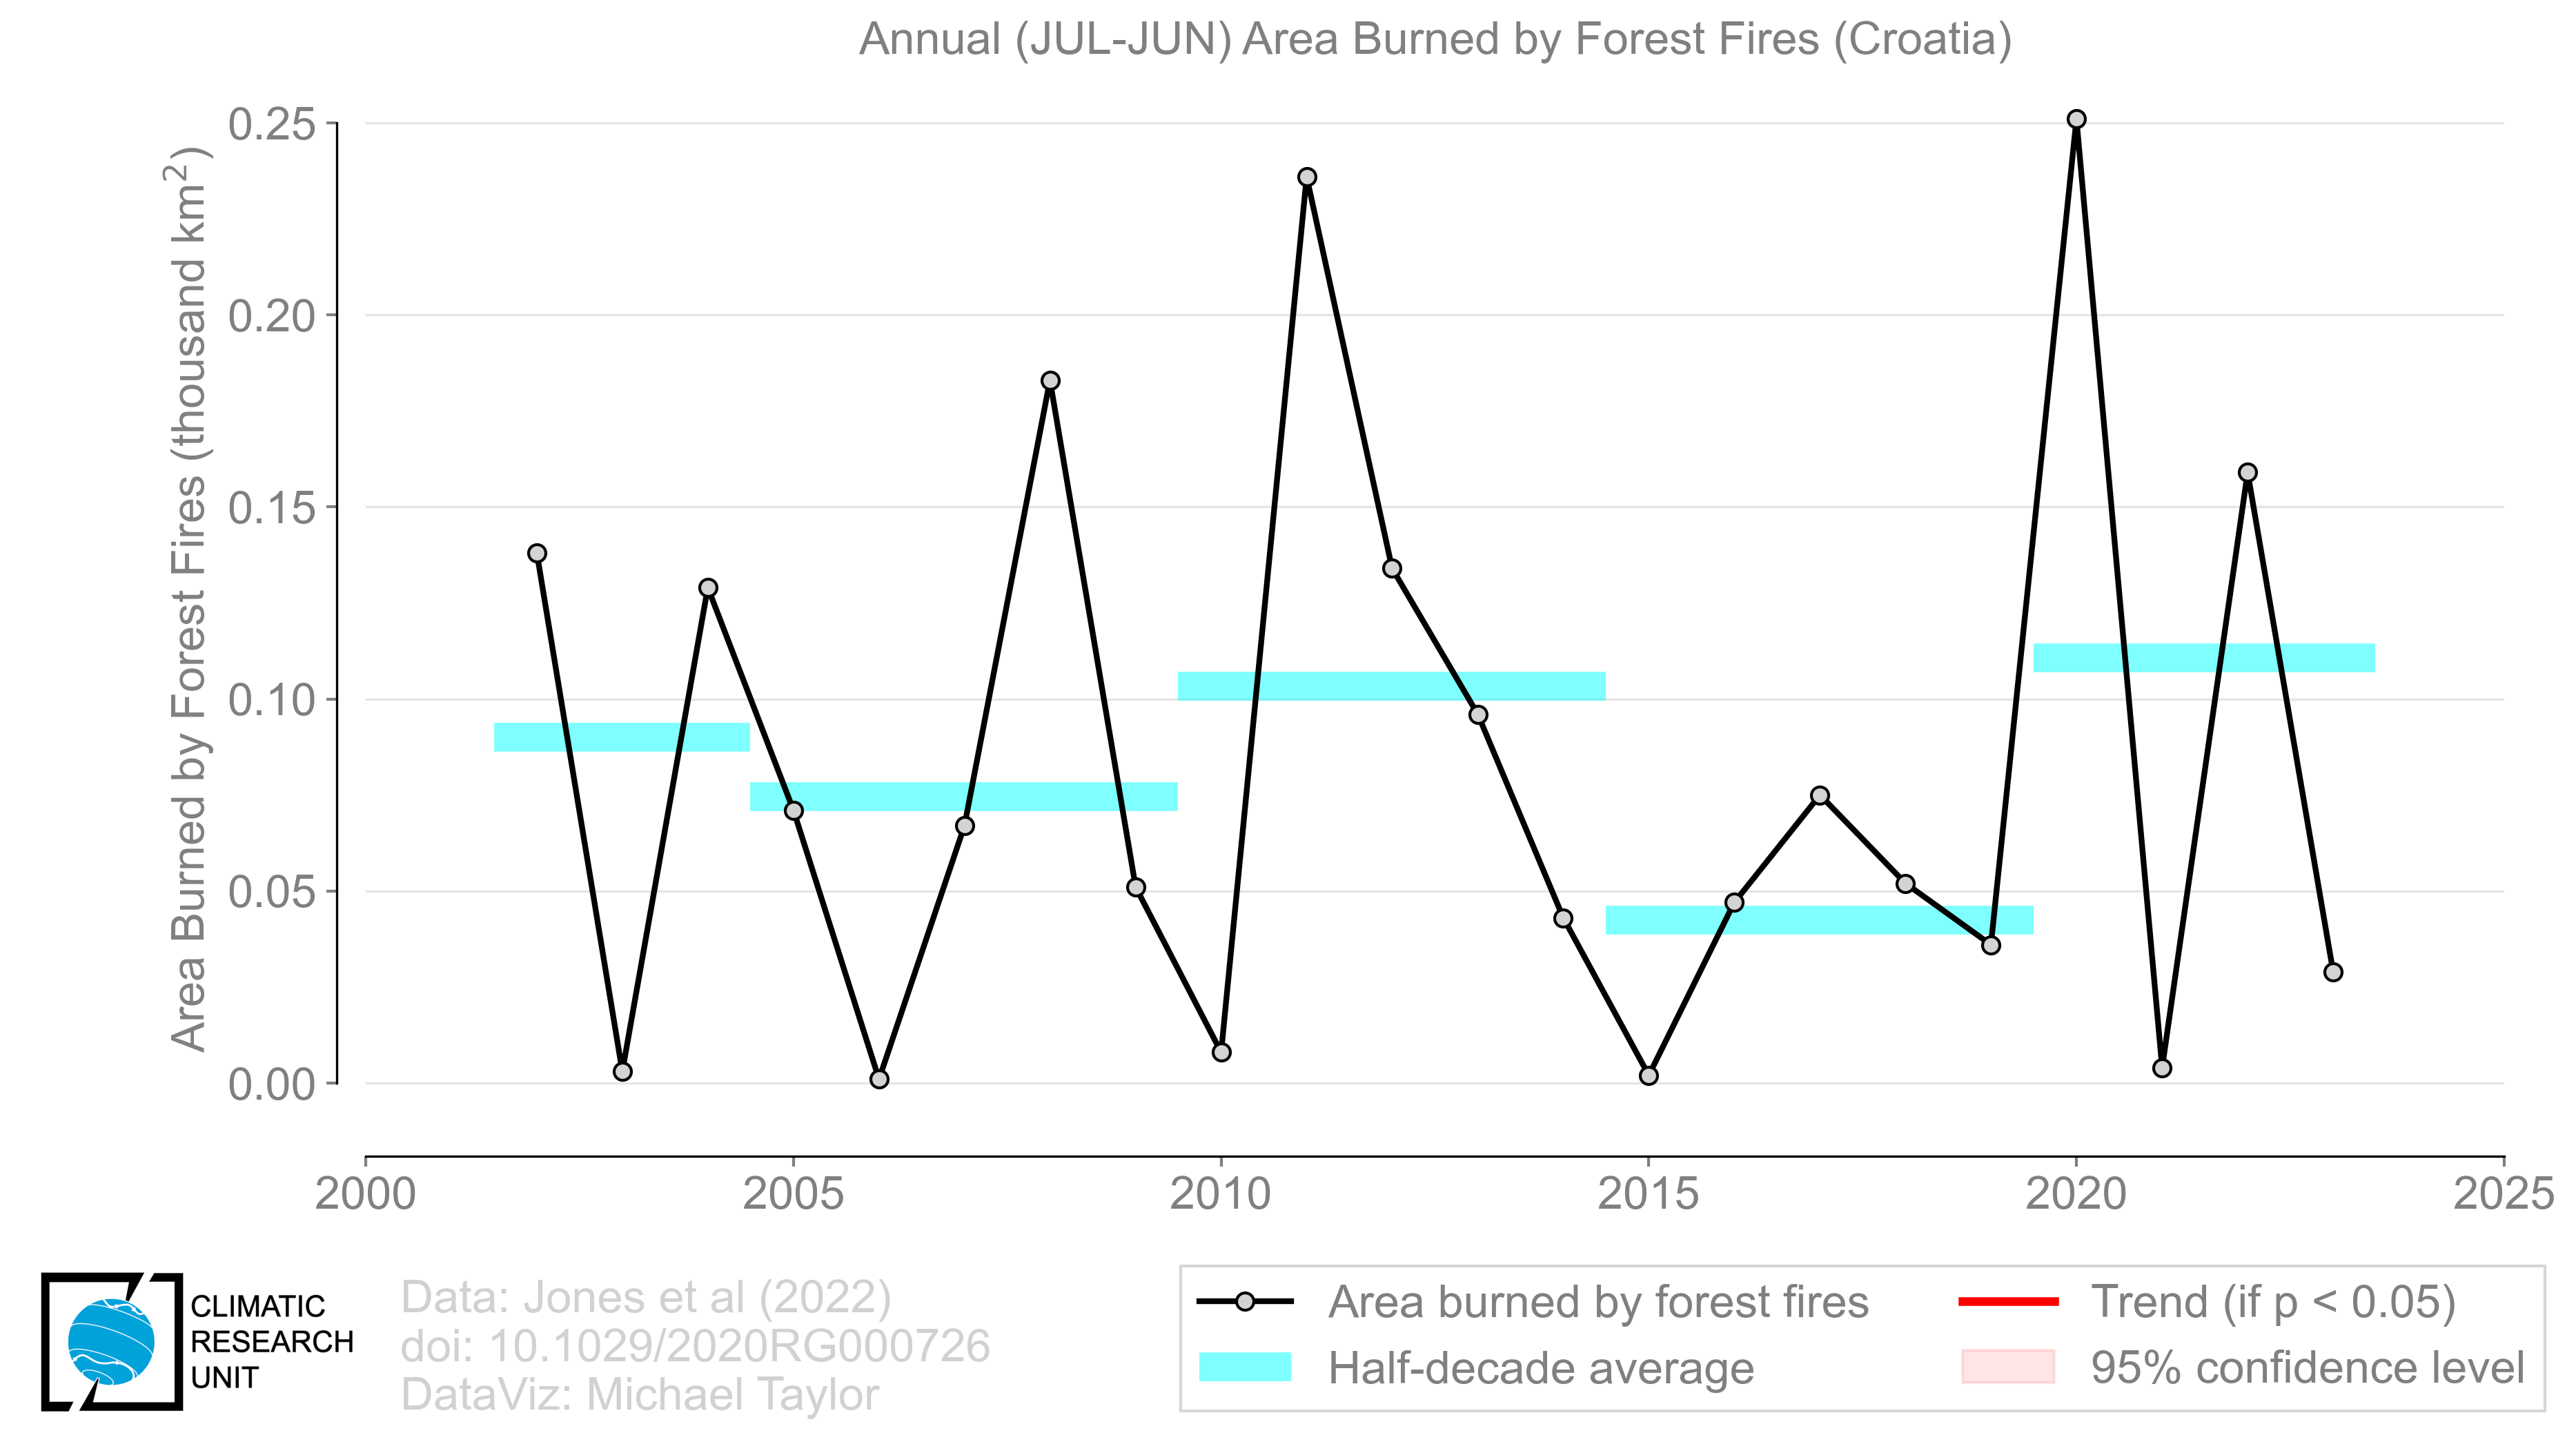 Annual (JUL-JUN) Area Burned by Forest Fires (Croatia)
Area Burned by Forest Fires (thousand km²)
0.25
0.20
0.15
0.10
0.05
0.00
2000 2005 2010 2015 2020 2025
CLIMATIC
RESEARCH
UNIT
Data: Jones et al (2022)
doi: 10.1029/2020RG000726
DataViz: Michael Taylor
Area burned by forest fires
Half-decade average
Trend (if p < 0.05)
95% confidence level